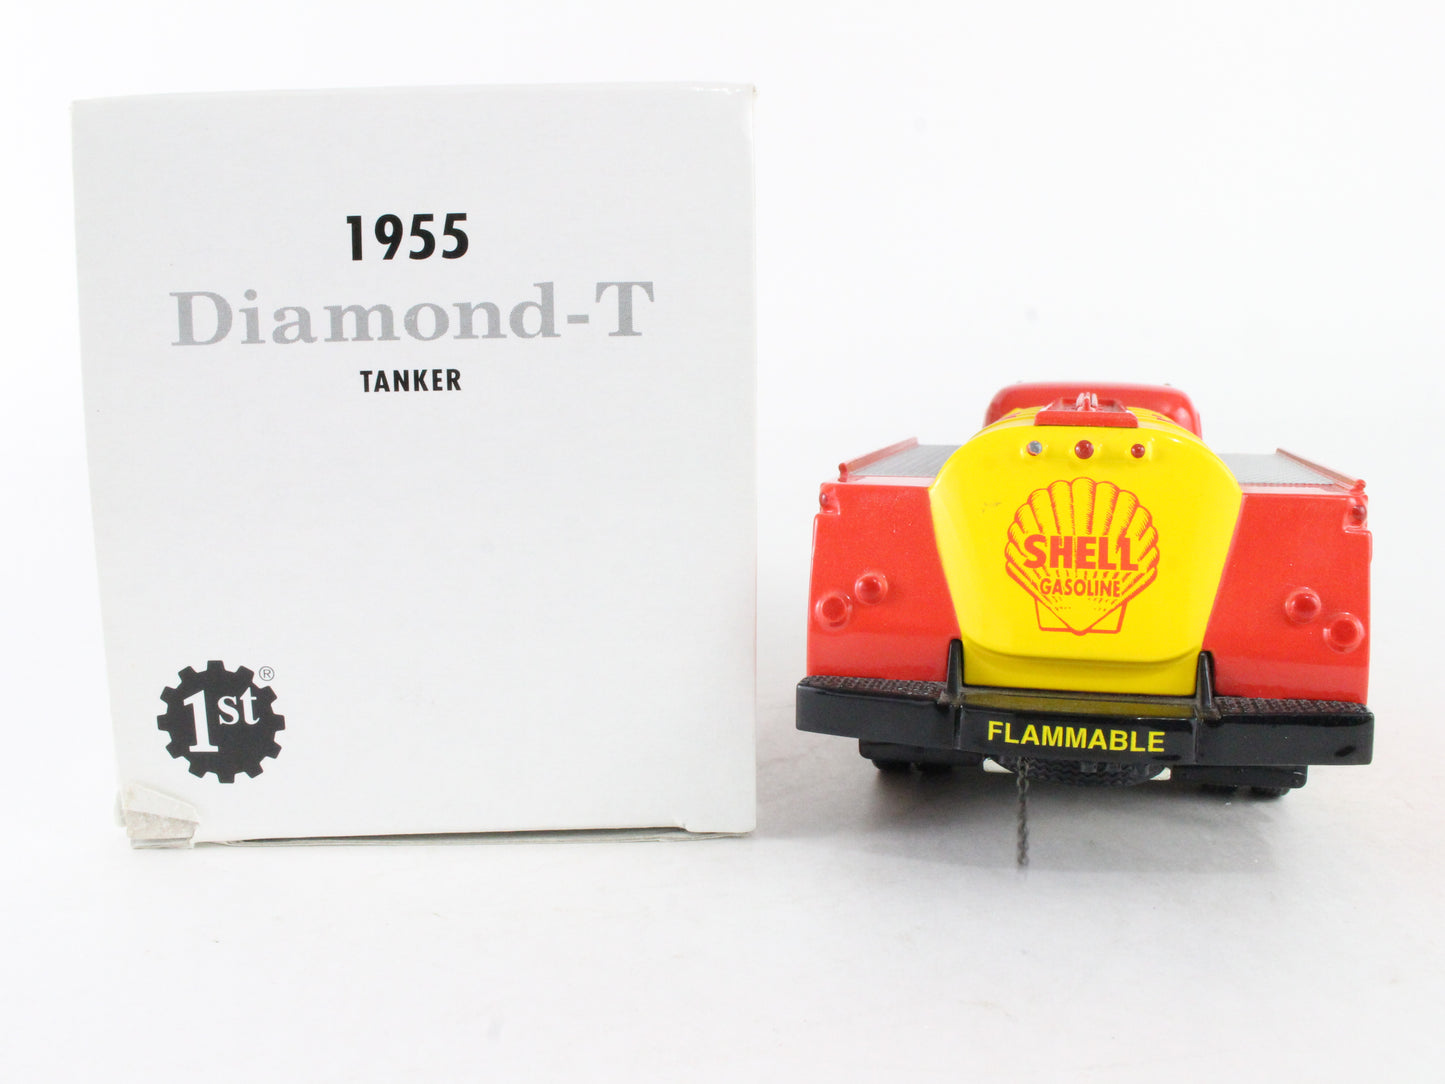 1955
Diamond-T
TANKER
1st®
SHELL
GASOLINE
FLAMMABLE